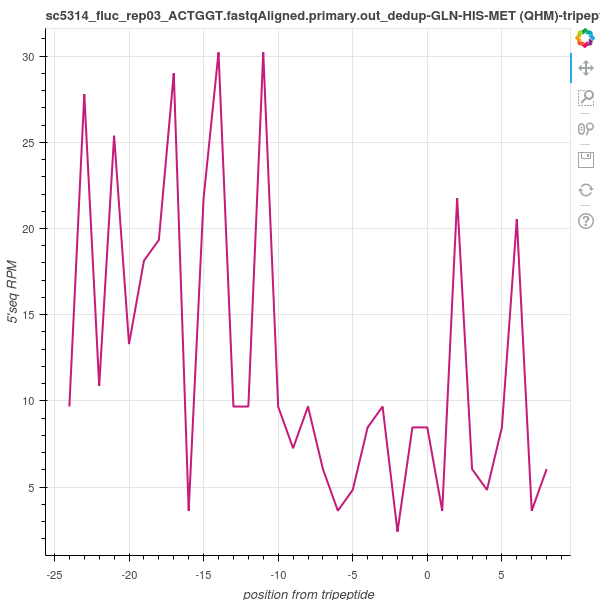 sc5314_fluc_rep03_ACTGGT.fastqAligned.primary.out_dedup-GLN-HIS-MET (QHM)-tripept
30
25
20
15
10
5
5'seq RPM
-25 -20 -15 -10 -5 0 5
position from tripeptide